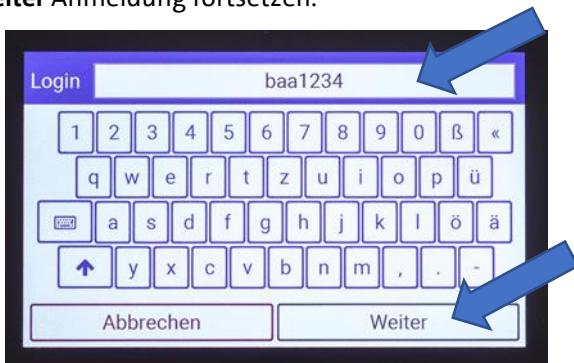 eiter Anmeldung fortsetzen.
Login baa1234
1 2 3 4 5 6 7 8 9 0 ß «
q w e r t z u i o p ü
a s d f g h j k l ö ä
y x c v b n m , . -
Abbrechen Weiter